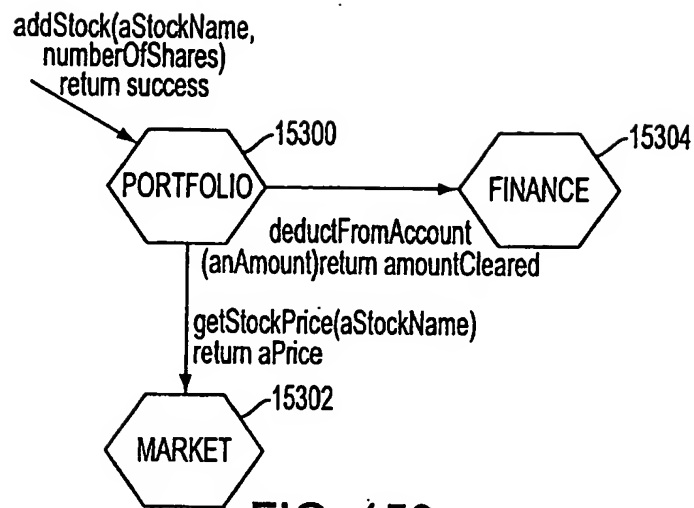 addStock(aStockName,
numberOfShares)
return success
15300
15304
PORTFOLIO
FINANCE
deductFromAccount
(anAmount)return amountCleared
getStockPrice(aStockName)
return aPrice
15302
MARKET